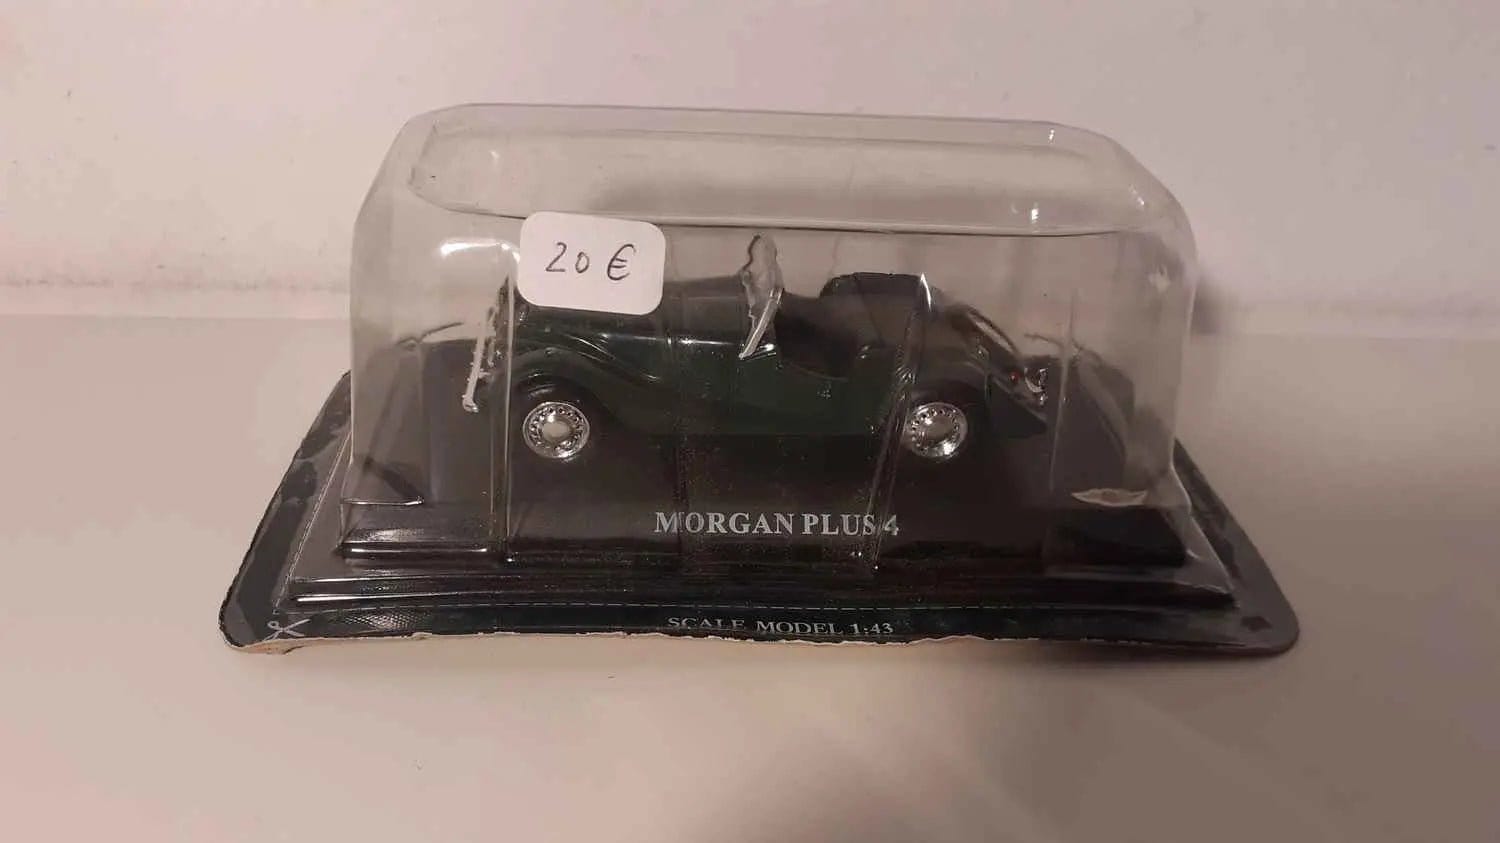 20 €
MORGAN PLUS 4
SCALE MODEL 1:43